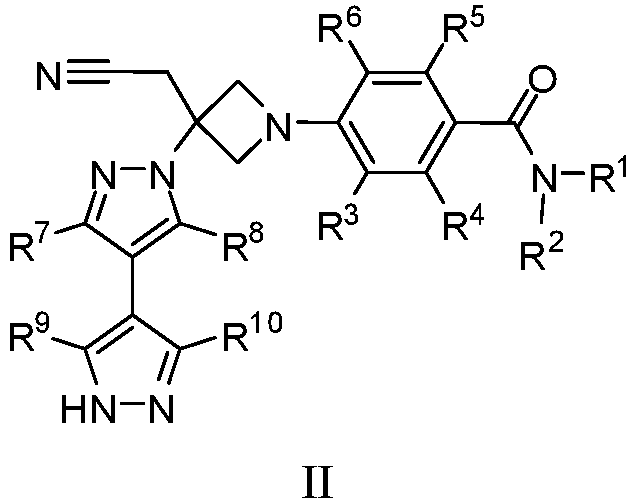 R⁶ R⁵
N O
N
N N N R¹
R⁷ R⁸ R³ R⁴ R²
R⁹ R¹⁰
HN N
II